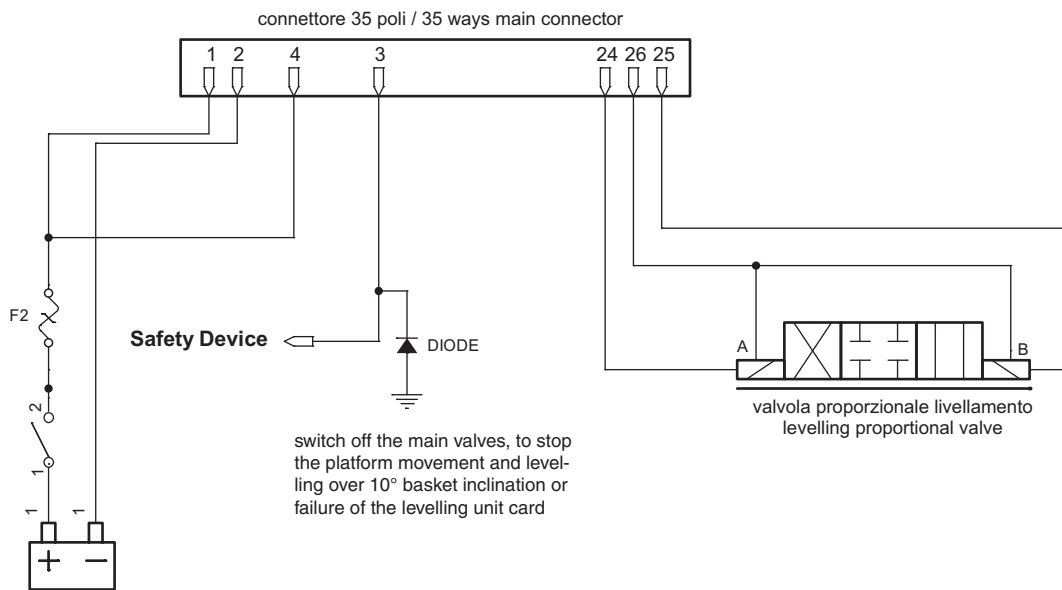 connettore 35 poli / 35 ways main connector
1 2 4 3 24 26 25
F2
Safety Device
DIODE
A
B
valvola proporzionale livellamento
levelling proportional valve
2
1
switch off the main valves, to stop
the platform movement and level-
ling over 10° basket inclination or
failure of the levelling unit card
1 1
+ −